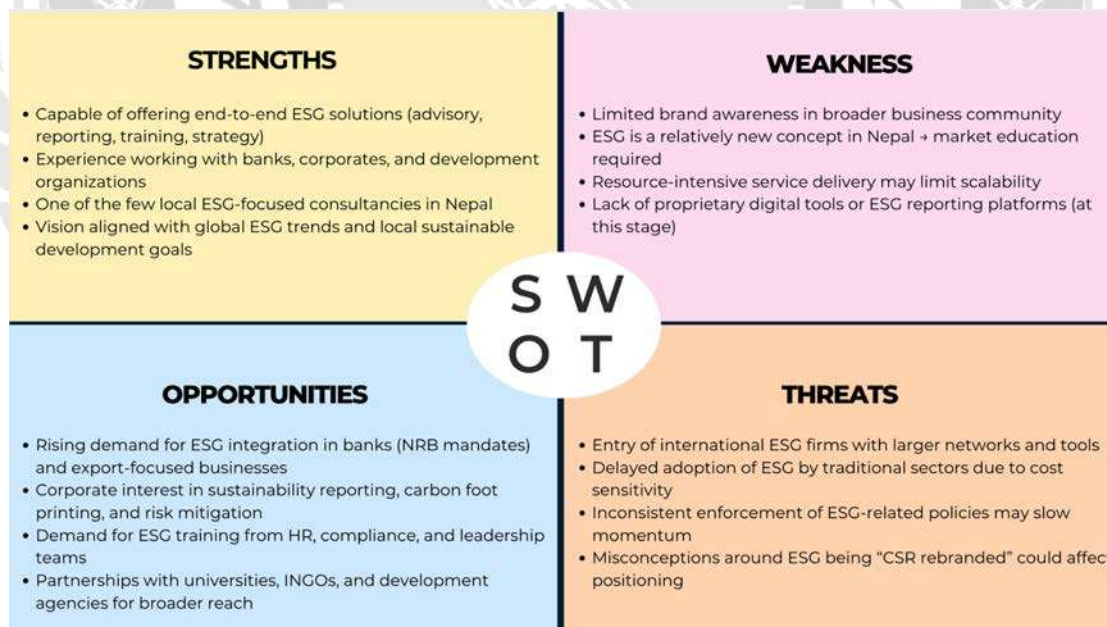 STRENGTHS
• Capable of offering end-to-end ESG solutions (advisory,
reporting, training, strategy)
• Experience working with banks, corporates, and development
organizations
• One of the few local ESG-focused consultancies in Nepal
• Vision aligned with global ESG trends and local sustainable
development goals
WEAKNESS
• Limited brand awareness in broader business community
• ESG is a relatively new concept in Nepal → market education
required
• Resource-intensive service delivery may limit scalability
• Lack of proprietary digital tools or ESG reporting platforms (at
this stage)
S W
O T
OPPORTUNITIES
• Rising demand for ESG integration in banks (NRB mandates)
and export-focused businesses
• Corporate interest in sustainability reporting, carbon foot
printing, and risk mitigation
• Demand for ESG training from HR, compliance, and leadership
teams
• Partnerships with universities, INGOs, and development
agencies for broader reach
THREATS
• Entry of international ESG firms with larger networks and tools
• Delayed adoption of ESG by traditional sectors due to cost
sensitivity
• Inconsistent enforcement of ESG-related policies may slow
momentum
• Misconceptions around ESG being “CSR rebranded” could affect
positioning